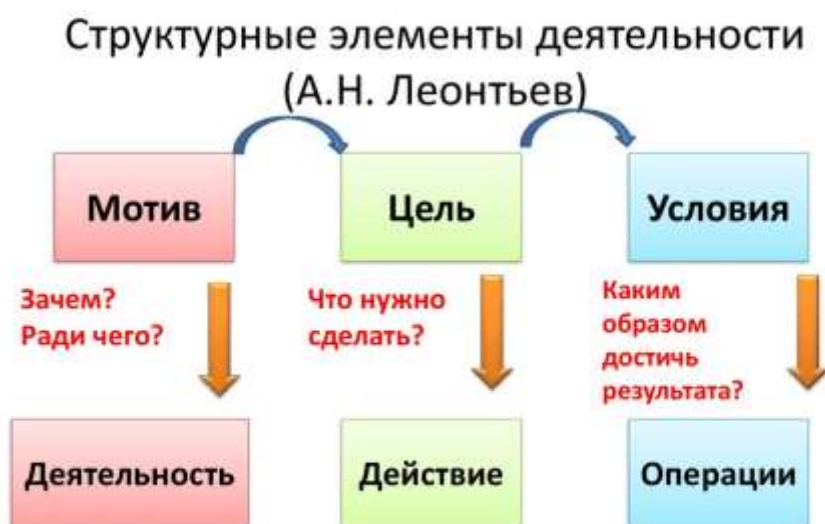 Структурные элементы деятельности
(А.Н. Леонтьев)
Мотив
Цель
Условия
Зачем?
Ради чего?
Что нужно
сделать?
Каким
образом
достичь
результата?
Деятельность
Действие
Операции